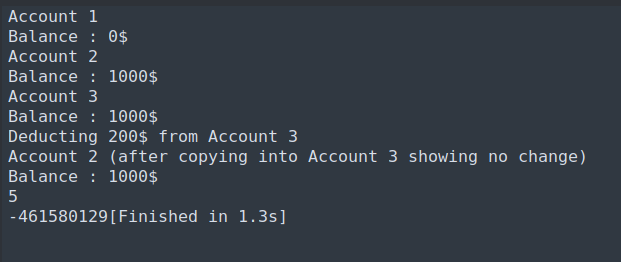 Account 1
Balance : 0$
Account 2
Balance : 1000$
Account 3
Balance : 1000$
Deducting 200$ from Account 3
Account 2 (after copying into Account 3 showing no change)
Balance : 1000$
5
-461580129[Finished in 1.3s]